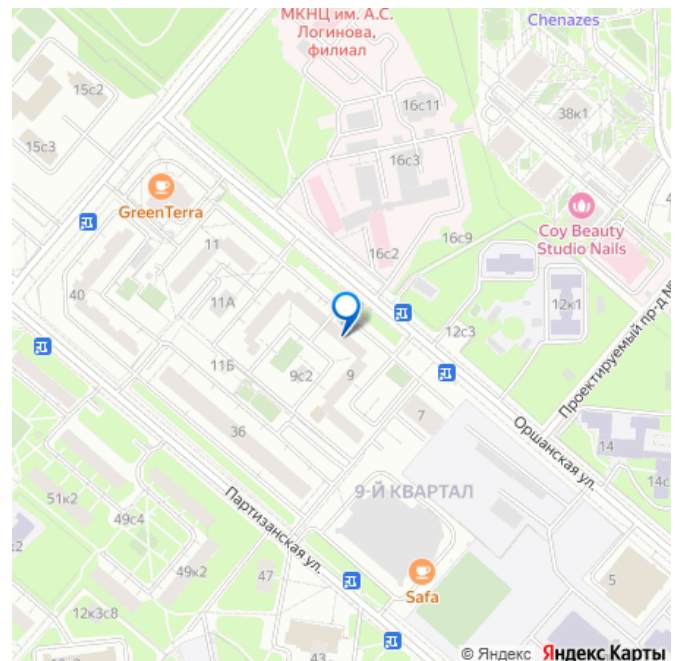 МКНЦ им. А.С.
Логинова,
филиал
Chenazes
15с2
16с11
38к1
15с3
16с3
GreenTerra
Coy Beauty
Studio Nails
11
16с2
16с9
40
11А
12к1
12с3
Проектируемый пр-д №
11Б
9с2
9
7
36
Оршанская ул.
14
14с
9-Й КВАРТАЛ
51к2
49с4
Партизанская ул.
49к2
47
Safa
5
12к3с8
43
© Яндекс Яндекс Карты